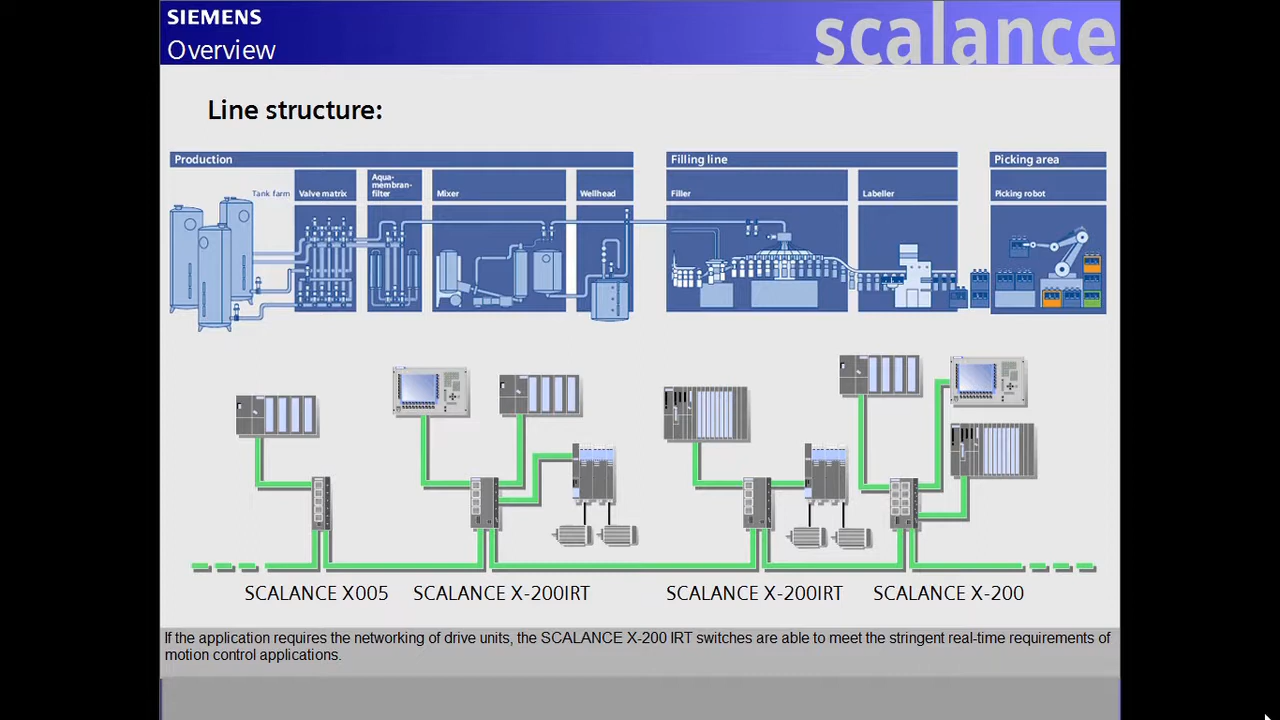 SIEMENS
Overview
scalance
Line structure:
Production
Filling line
Picking area
Tank farm
Valve matrix
Aqua-
membran-
filter
Mixer
Wellhead
Filler
Labeller
Picking robot
SCALANCE X005
SCALANCE X-200IRT
SCALANCE X-200IRT
SCALANCE X-200
If the application requires the networking of drive units, the SCALANCE X-200 IRT switches are able to meet the stringent real-time requirements of
motion control applications.